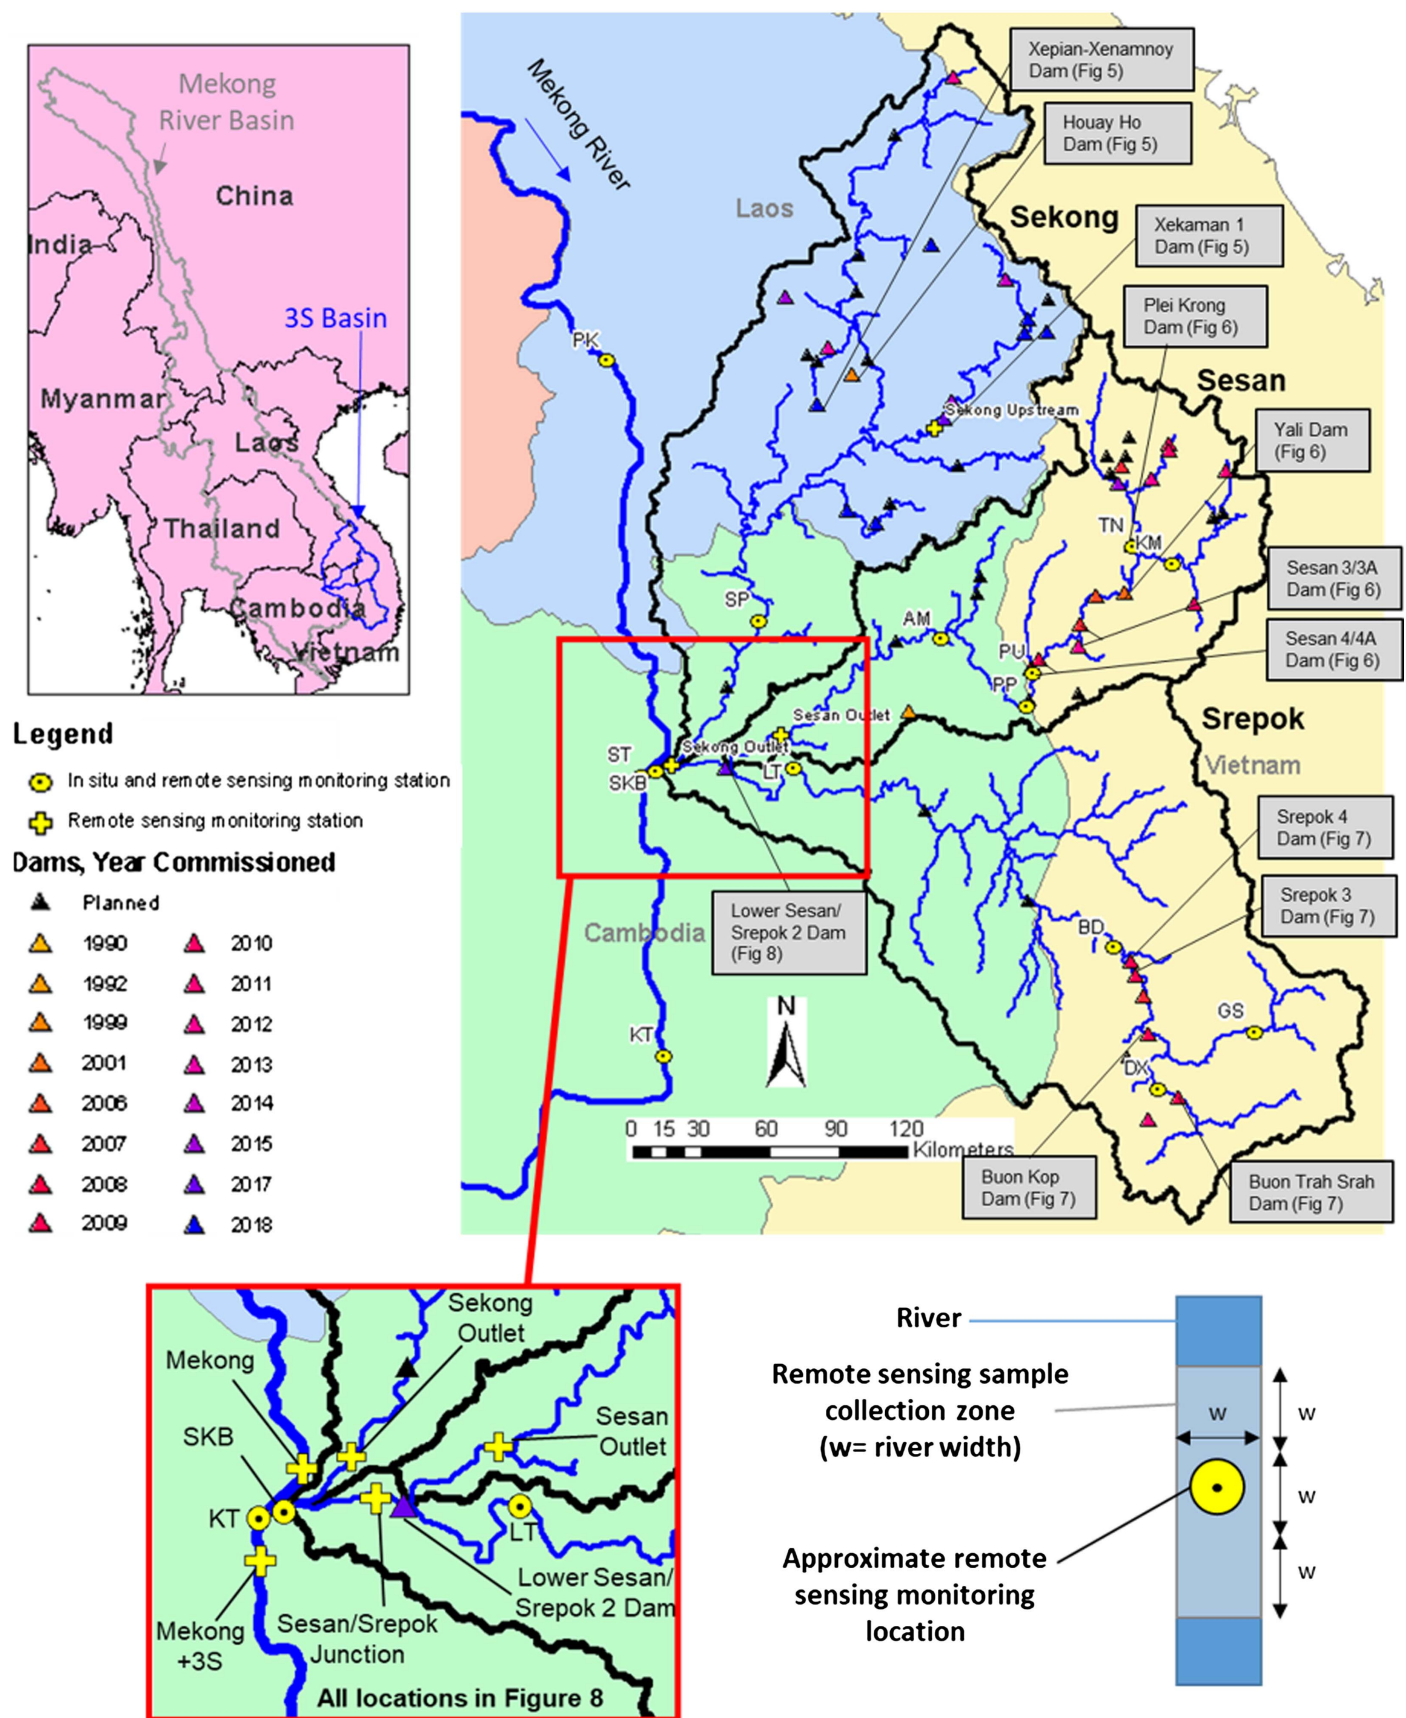 Mekong
River Basin
China
India
3S Basin
Myanmar
Laos
Thailand
Cambodia
Vietnam
Mekong River
Laos
Xepian-Xenamnoy
Dam (Fig 5)
Houay Ho
Dam (Fig 5)
Sekong
Xekaman 1
Dam (Fig 5)
Plei Krong
Dam (Fig 6)
Sesan
Yali Dam
(Fig 6)
PK
Sekong Upstream
TN
KM
Sesan 3/3A
Dam (Fig 6)
SP
AM
PU
Sesan 4/4A
Dam (Fig 6)
PP
Sesan Outlet
Srepok
Sekong Outlet
ST
LT
SKB
Vietnam
Srepok 4
Dam (Fig 7)
Srepok 3
Dam (Fig 7)
Lower Sesan/
Srepok 2 Dam
(Fig 8)
Cambodia
BD
N
GS
KT
DX
0 15 30 60 90 120
Kilometers
Buon Kop
Dam (Fig 7)
Buon Trah Srah
Dam (Fig 7)
Legend
In situ and remote sensing monitoring station
Remote sensing monitoring station
Dams, Year Commissioned
Planned
1990
1992
1999
2001
2006
2007
2008
2009
2010
2011
2012
2013
2014
2015
2017
2018
Sekong
Outlet
Mekong
SKB
Sesan
Outlet
KT
LT
Lower Sesan/
Srepok 2 Dam
Mekong
+3S
Sesan/Srepok
Junction
All locations in Figure 8
River
Remote sensing sample
collection zone
(w= river width)
w
w
w
w
Approximate remote
sensing monitoring
location